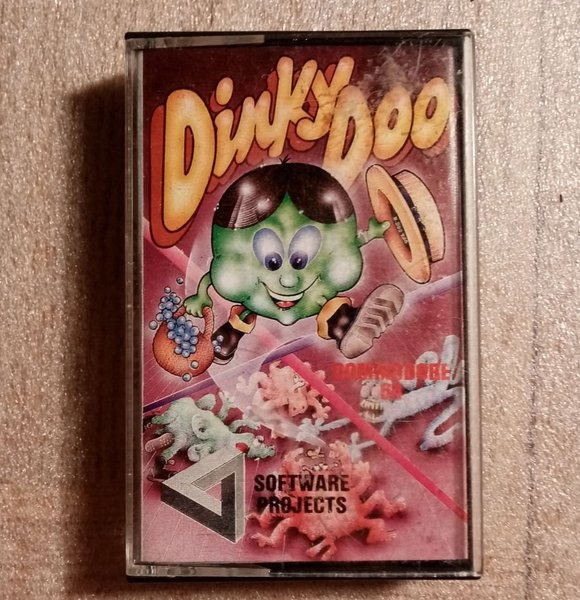 Dinky Doo
COMMODORE
64
SOFTWARE
PROJECTS